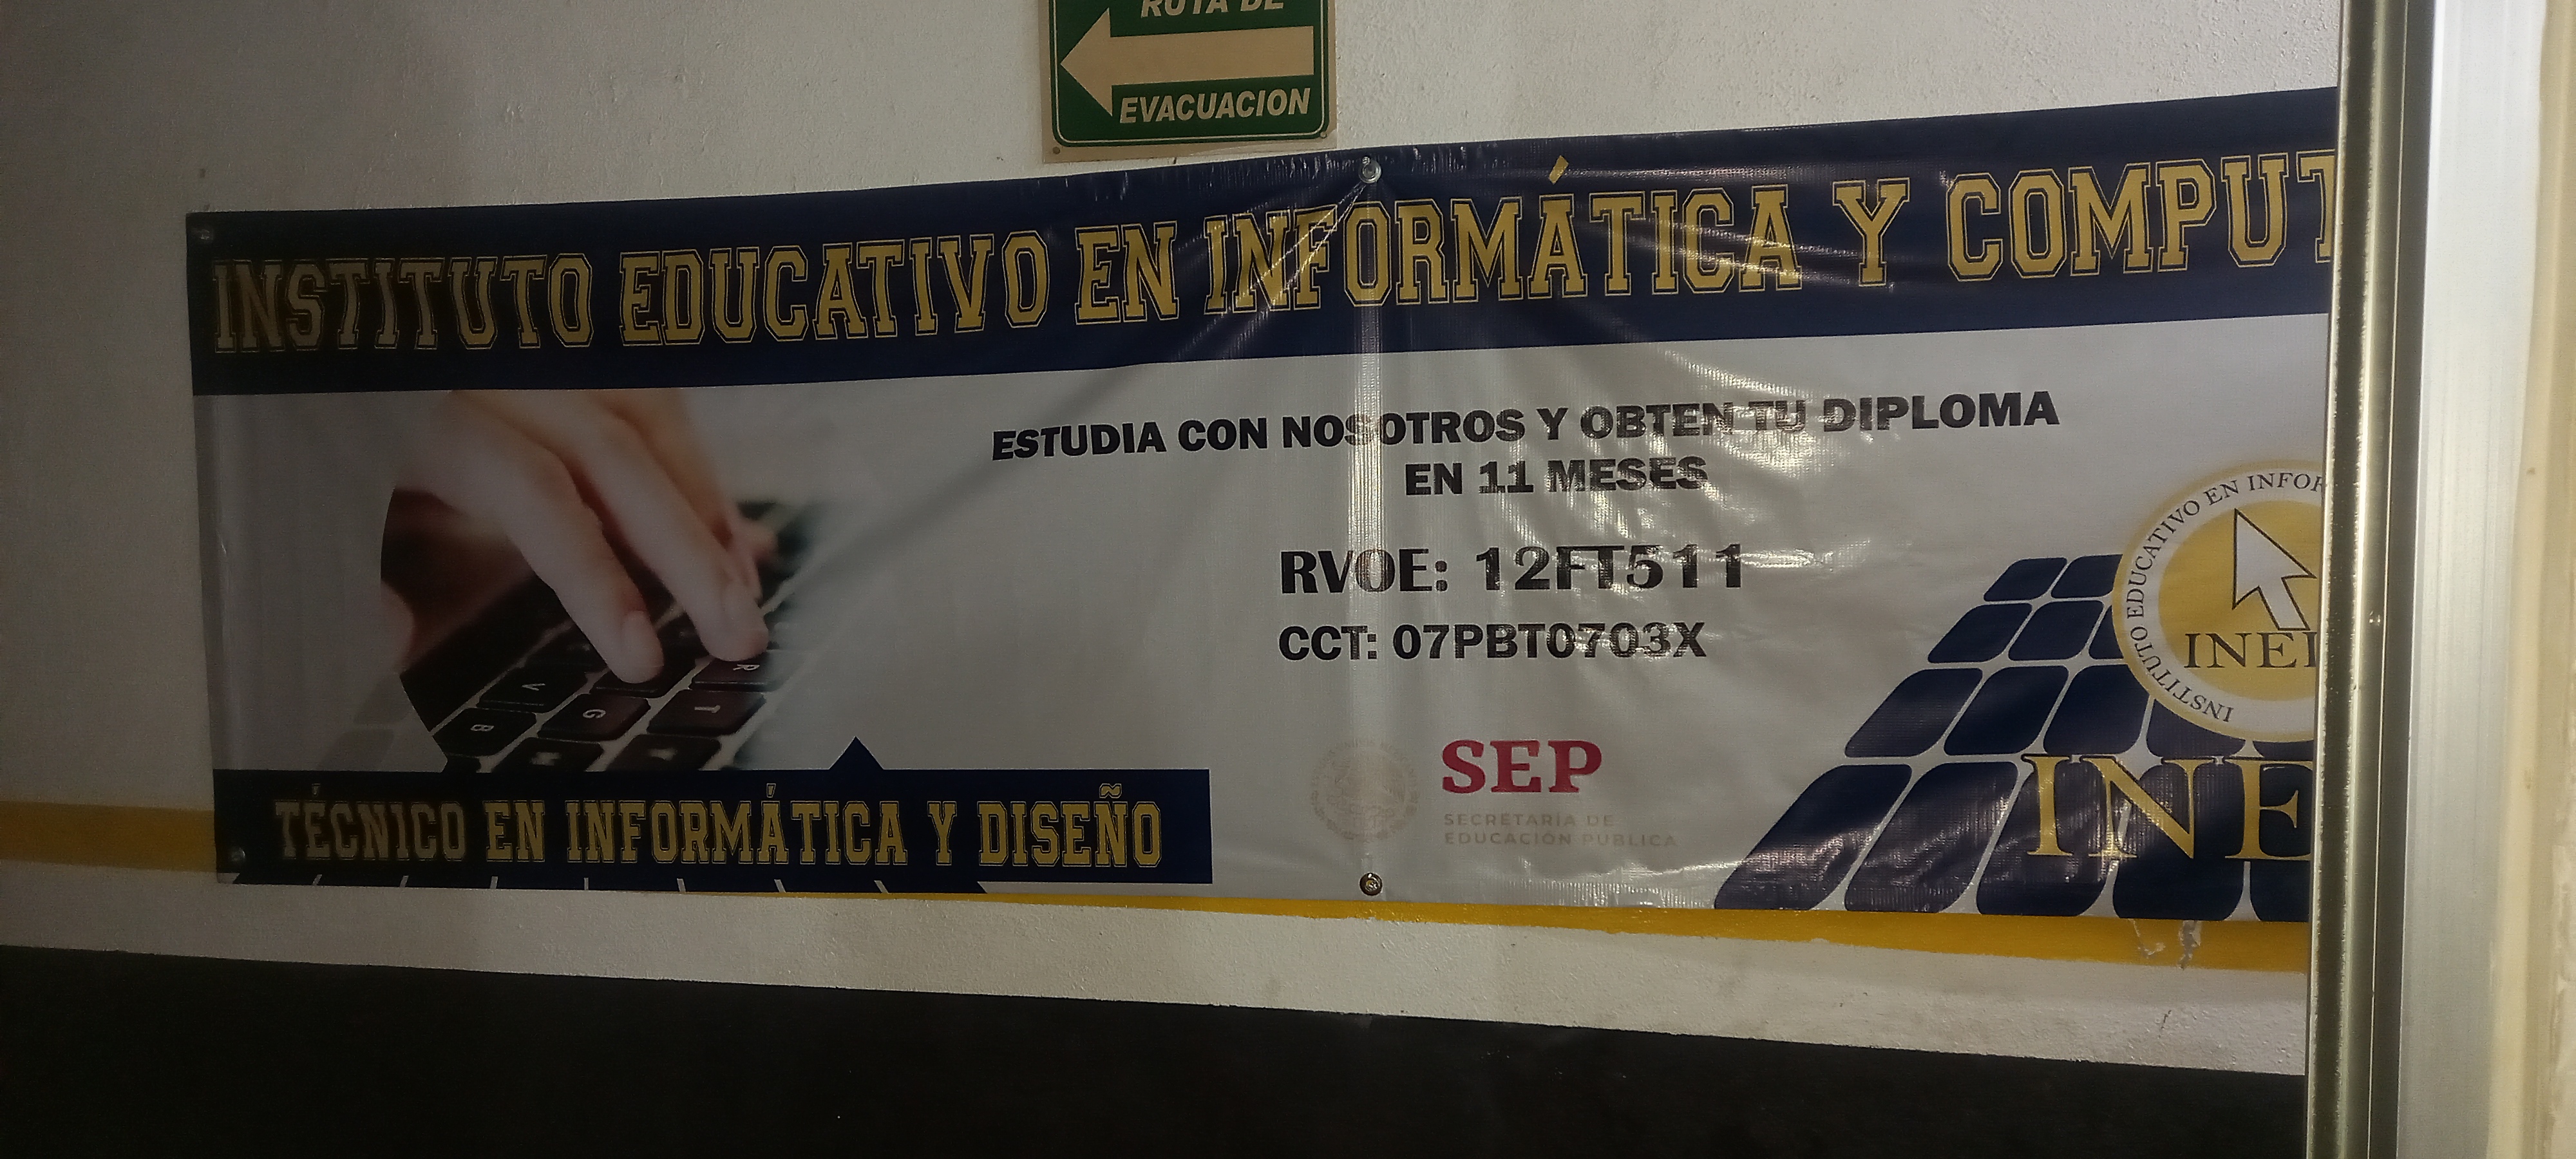 RUTA DE
EVACUACION
INSTITUTO EDUCATIVO EN INFORMÁTICA Y COMPUT
ESTUDIA CON NOSOTROS Y OBTEN TU DIPLOMA
EN 11 MESES
RVOE: 12FT511
CCT: 07PBT0703X
INSTITUTO EDUCATIVO EN INFOR
INEI
SEP
SECRETARÍA DE
EDUCACIÓN PÚBLICA
INE
TÉCNICO EN INFORMÁTICA Y DISEÑO
R
V
G
T
B